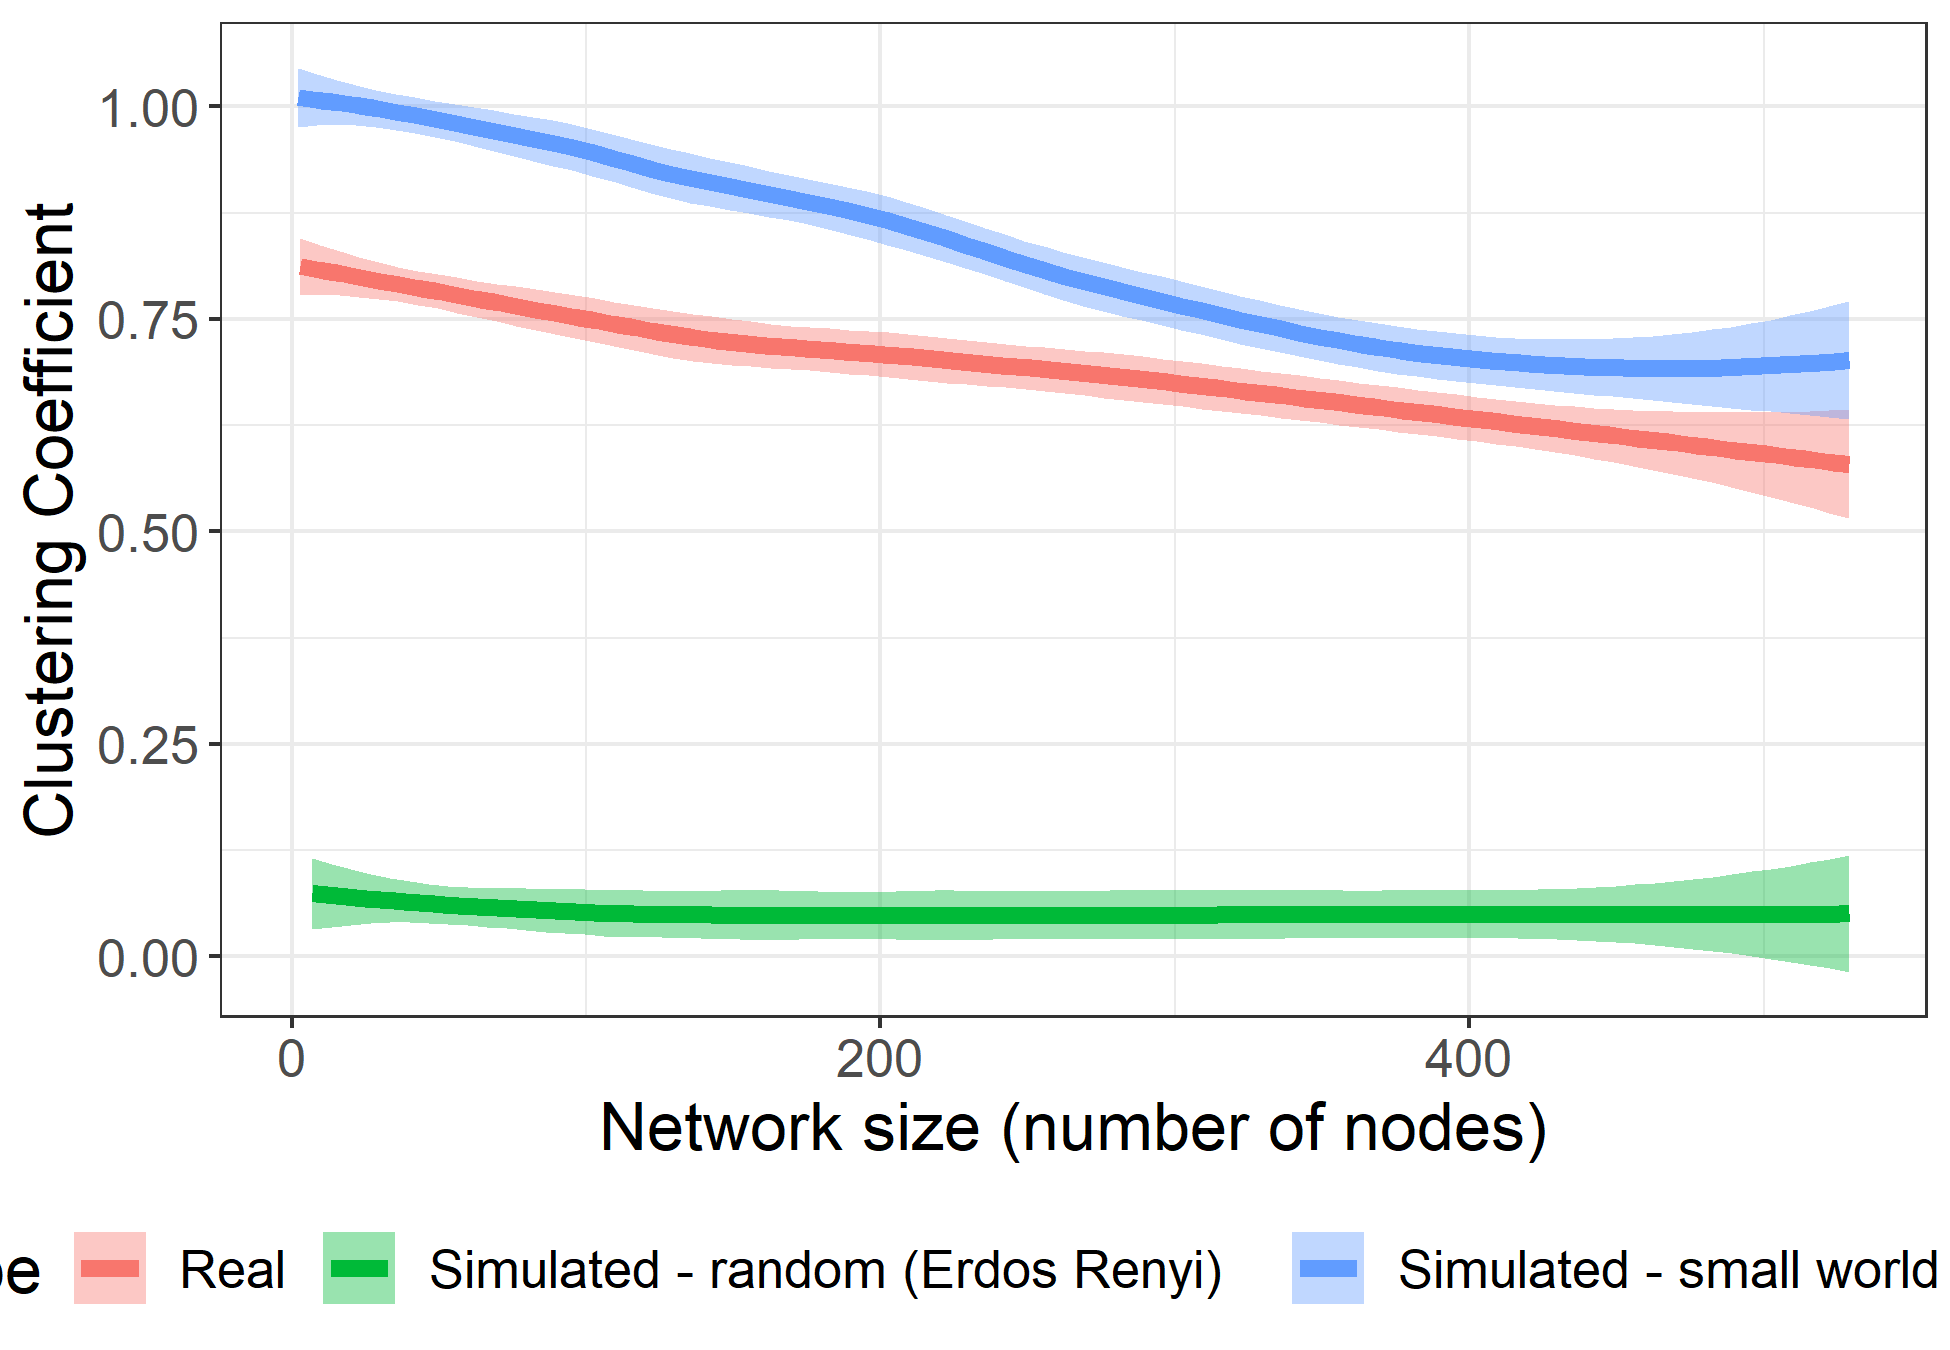 Clustering Coefficient
1.00
0.75
0.50
0.25
0.00
0 200 400
Network size (number of nodes)
Real Simulated - random (Erdos Renyi) Simulated - small world